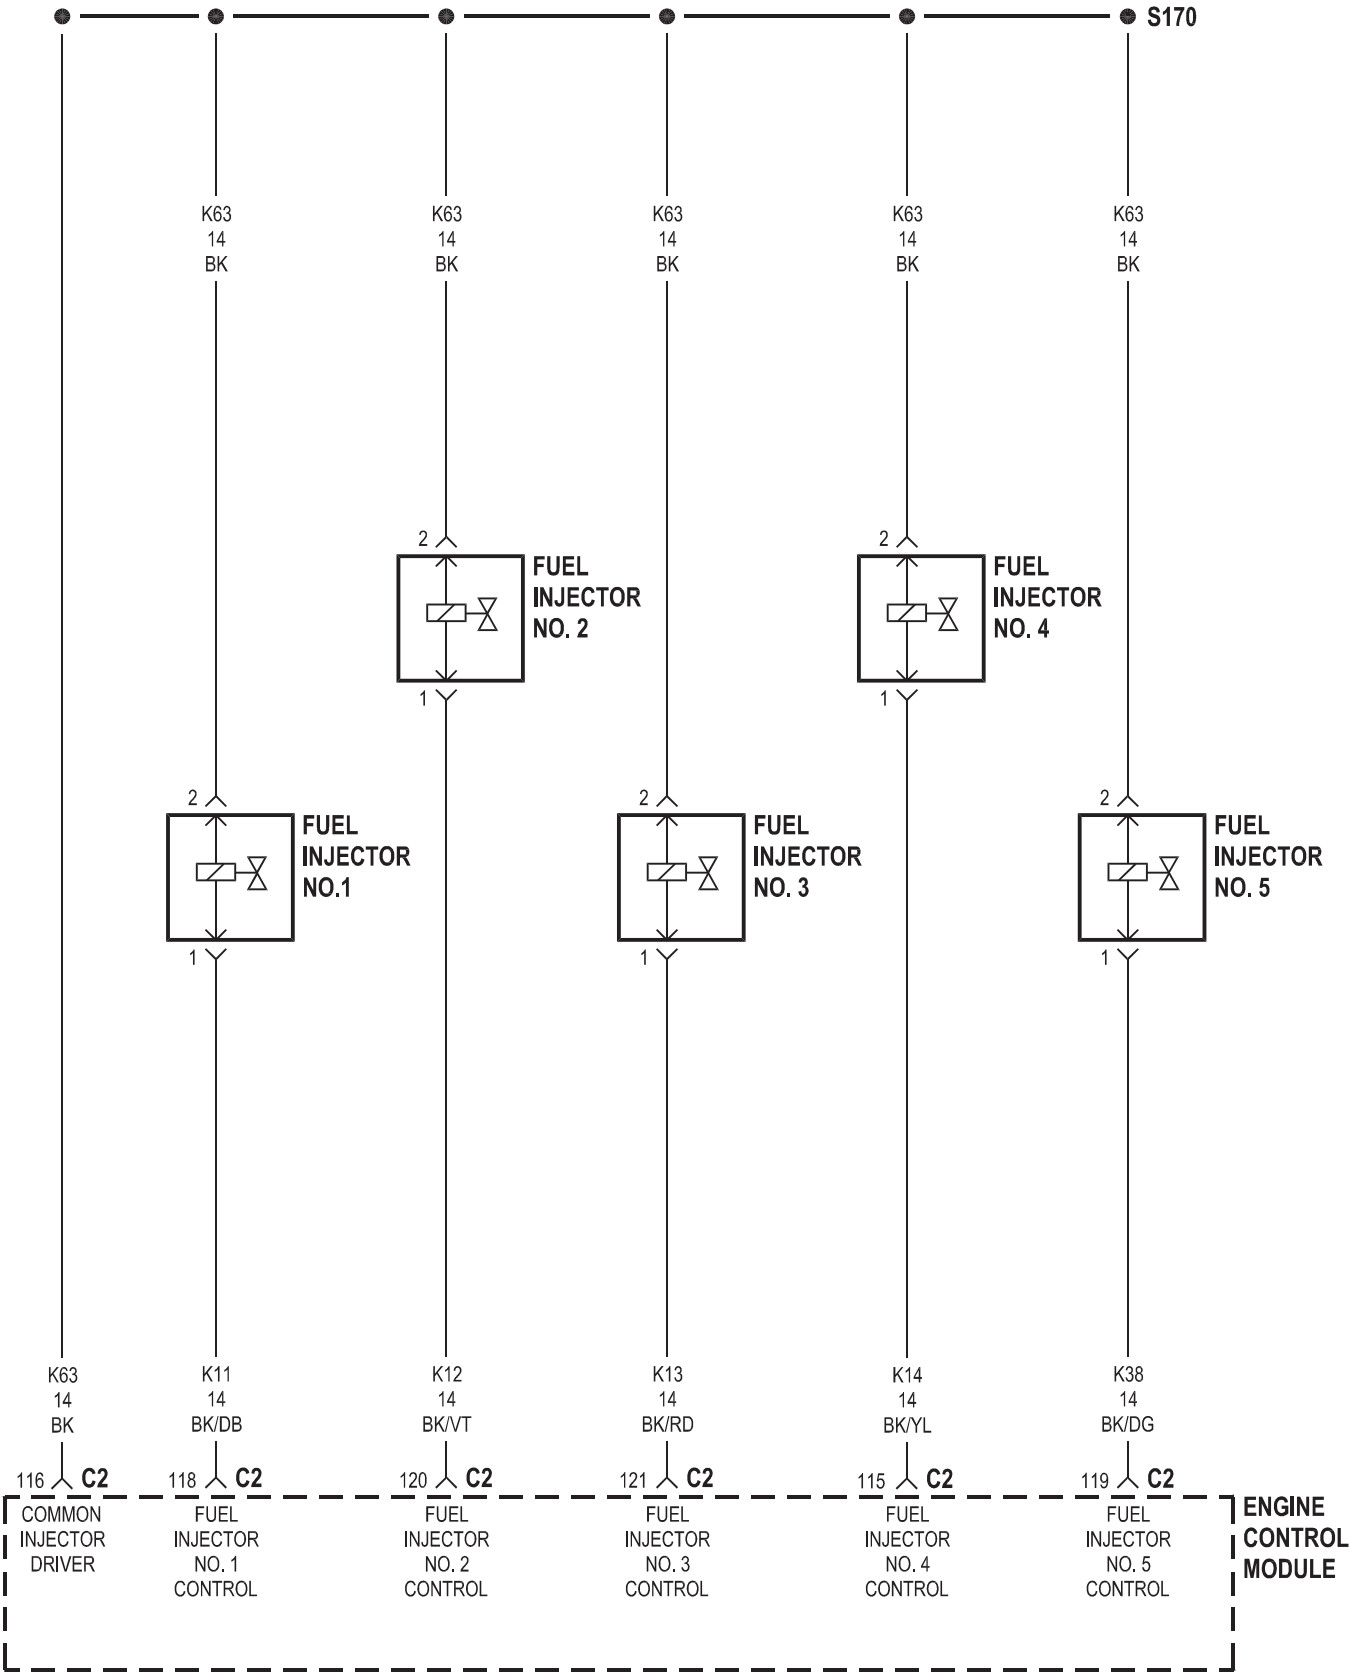 S170
K63
14
BK
K63
14
BK
K63
14
BK
K63
14
BK
K63
14
BK
2
FUEL
INJECTOR
NO. 2
1
2
FUEL
INJECTOR
NO. 4
1
2
FUEL
INJECTOR
NO.1
1
2
FUEL
INJECTOR
NO. 3
1
2
FUEL
INJECTOR
NO. 5
1
K63
14
BK
K11
14
BK/DB
K12
14
BK/VT
K13
14
BK/RD
K14
14
BK/YL
K38
14
BK/DG
116 C2
118 C2
120 C2
121 C2
115 C2
119 C2
COMMON
INJECTOR
DRIVER
FUEL
INJECTOR
NO. 1
CONTROL
FUEL
INJECTOR
NO. 2
CONTROL
FUEL
INJECTOR
NO. 3
CONTROL
FUEL
INJECTOR
NO. 4
CONTROL
FUEL
INJECTOR
NO. 5
CONTROL
ENGINE
CONTROL
MODULE